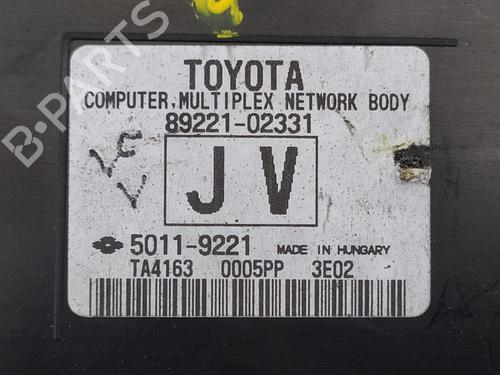 B-PARTS
TOYOTA
COMPUTER, MULTIPLEX NETWORK BODY
89221-02331
JV
5011-9221 MADE IN HUNGARY
TA4163 0005PP 3E02